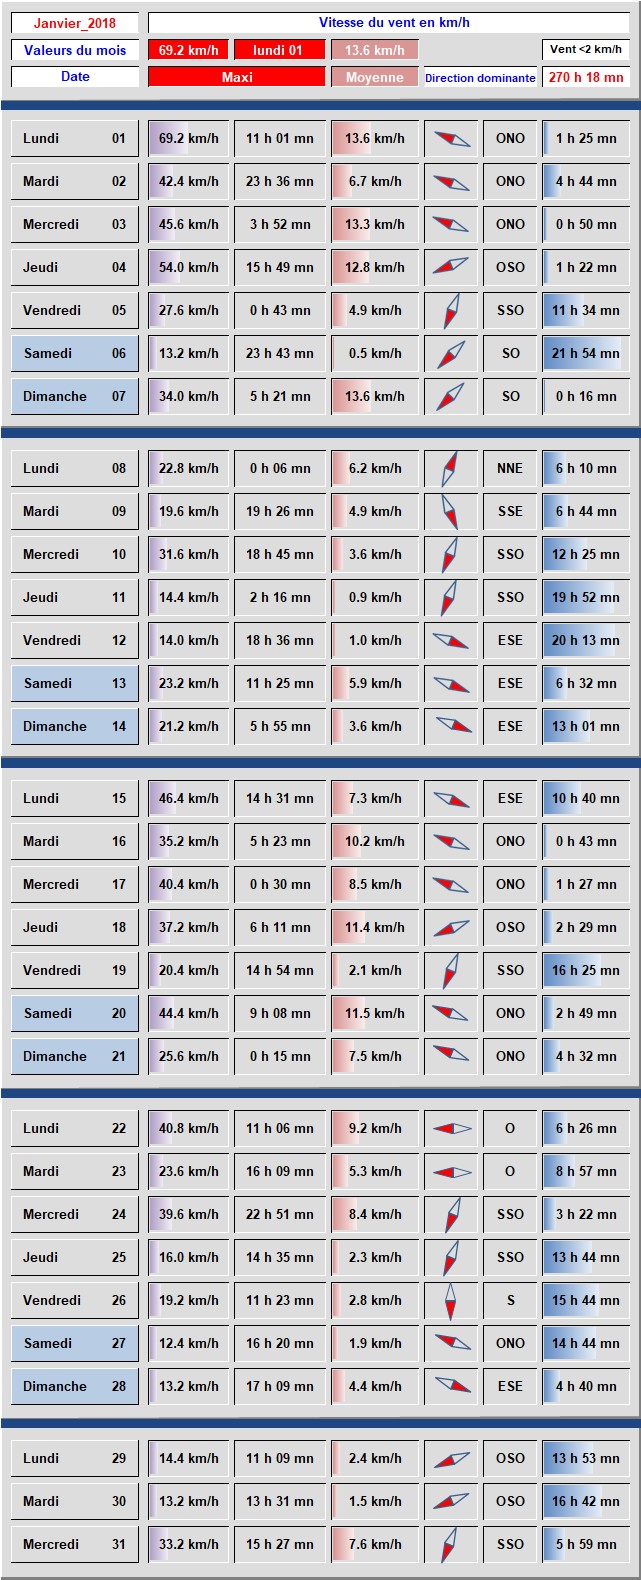 Janvier_2018 Vitesse du vent en km/h
Valeurs du mois 69.2 km/h lundi 01 13.6 km/h Vent <2 km/h
Date Maxi Moyenne Direction dominante 270 h 18 mn
Lundi 01 69.2 km/h 11 h 01 mn 13.6 km/h ONO 1 h 25 mn
Mardi 02 42.4 km/h 23 h 36 mn 6.7 km/h ONO 4 h 44 mn
Mercredi 03 45.6 km/h 3 h 52 mn 13.3 km/h ONO 0 h 50 mn
Jeudi 04 54.0 km/h 15 h 49 mn 12.8 km/h OSO 1 h 22 mn
Vendredi 05 27.6 km/h 0 h 43 mn 4.9 km/h SSO 11 h 34 mn
Samedi 06 13.2 km/h 23 h 43 mn 0.5 km/h SO 21 h 54 mn
Dimanche 07 34.0 km/h 5 h 21 mn 13.6 km/h SO 0 h 16 mn
Lundi 08 22.8 km/h 0 h 06 mn 6.2 km/h NNE 6 h 10 mn
Mardi 09 19.6 km/h 19 h 26 mn 4.9 km/h SSE 6 h 44 mn
Mercredi 10 31.6 km/h 18 h 45 mn 3.6 km/h SSO 12 h 25 mn
Jeudi 11 14.4 km/h 2 h 16 mn 0.9 km/h SSO 19 h 52 mn
Vendredi 12 14.0 km/h 18 h 36 mn 1.0 km/h ESE 20 h 13 mn
Samedi 13 23.2 km/h 11 h 25 mn 5.9 km/h ESE 6 h 32 mn
Dimanche 14 21.2 km/h 5 h 55 mn 3.6 km/h ESE 13 h 01 mn
Lundi 15 46.4 km/h 14 h 31 mn 7.3 km/h ESE 10 h 40 mn
Mardi 16 35.2 km/h 5 h 23 mn 10.2 km/h ONO 0 h 43 mn
Mercredi 17 40.4 km/h 0 h 30 mn 8.5 km/h ONO 1 h 27 mn
Jeudi 18 37.2 km/h 6 h 11 mn 11.4 km/h OSO 2 h 29 mn
Vendredi 19 20.4 km/h 14 h 54 mn 2.1 km/h SSO 16 h 25 mn
Samedi 20 44.4 km/h 9 h 08 mn 11.5 km/h ONO 2 h 49 mn
Dimanche 21 25.6 km/h 0 h 15 mn 7.5 km/h ONO 4 h 32 mn
Lundi 22 40.8 km/h 11 h 06 mn 9.2 km/h O 6 h 26 mn
Mardi 23 23.6 km/h 16 h 09 mn 5.3 km/h O 8 h 57 mn
Mercredi 24 39.6 km/h 22 h 51 mn 8.4 km/h SSO 3 h 22 mn
Jeudi 25 16.0 km/h 14 h 35 mn 2.3 km/h SSO 13 h 44 mn
Vendredi 26 19.2 km/h 11 h 23 mn 2.8 km/h S 15 h 44 mn
Samedi 27 12.4 km/h 16 h 20 mn 1.9 km/h ONO 14 h 44 mn
Dimanche 28 13.2 km/h 17 h 09 mn 4.4 km/h ESE 4 h 40 mn
Lundi 29 14.4 km/h 11 h 09 mn 2.4 km/h OSO 13 h 53 mn
Mardi 30 13.2 km/h 13 h 31 mn 1.5 km/h OSO 16 h 42 mn
Mercredi 31 33.2 km/h 15 h 27 mn 7.6 km/h SSO 5 h 59 mn